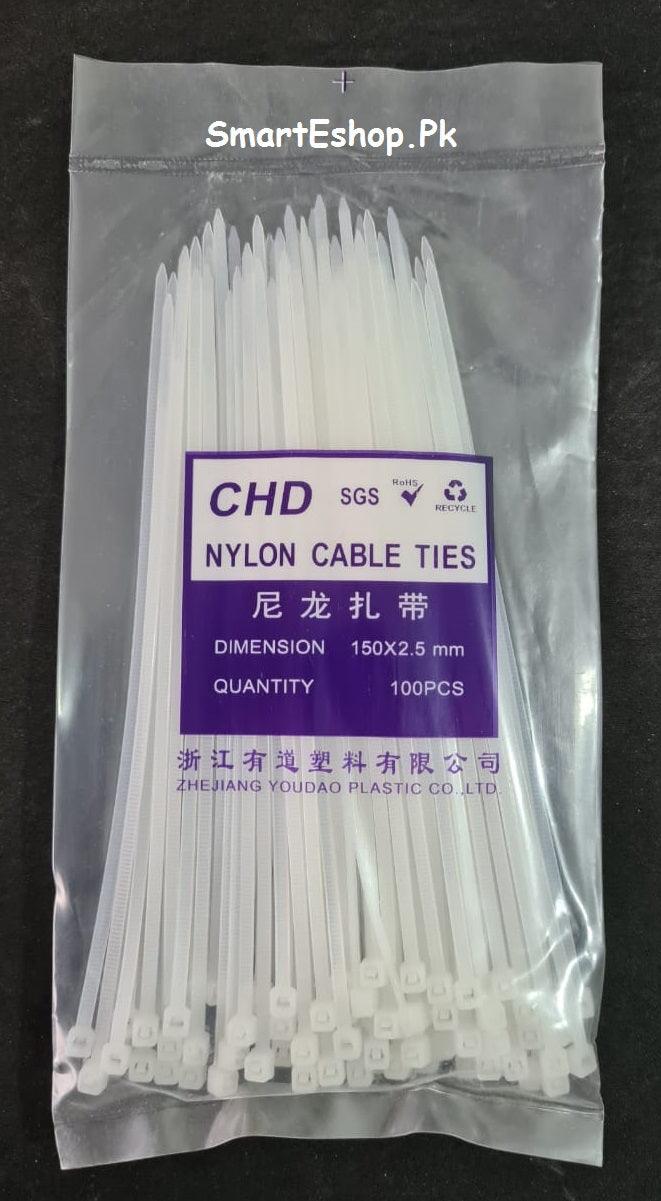 SmartEshop.Pk
CHD SGS RoHS RECYCLE
NYLON CABLE TIES
尼龙扎带
DIMENSION 150X2.5 mm
QUANTITY 100PCS
浙江有道塑料有限公司
ZHEJIANG YOUDAO PLASTIC CO.,LTD.